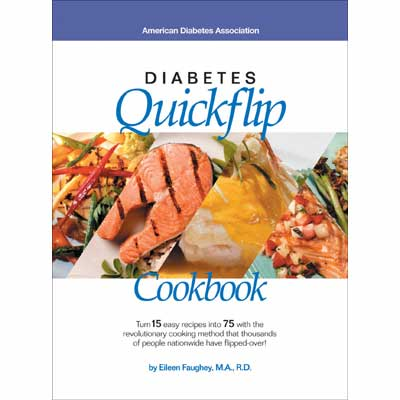 American Diabetes Association
DIABETES
Quickflip
Cookbook
Turn 15 easy recipes into 75 with the
revolutionary cooking method that thousands
of people nationwide have flipped-over!
by Eileen Faughey, M.A., R.D.